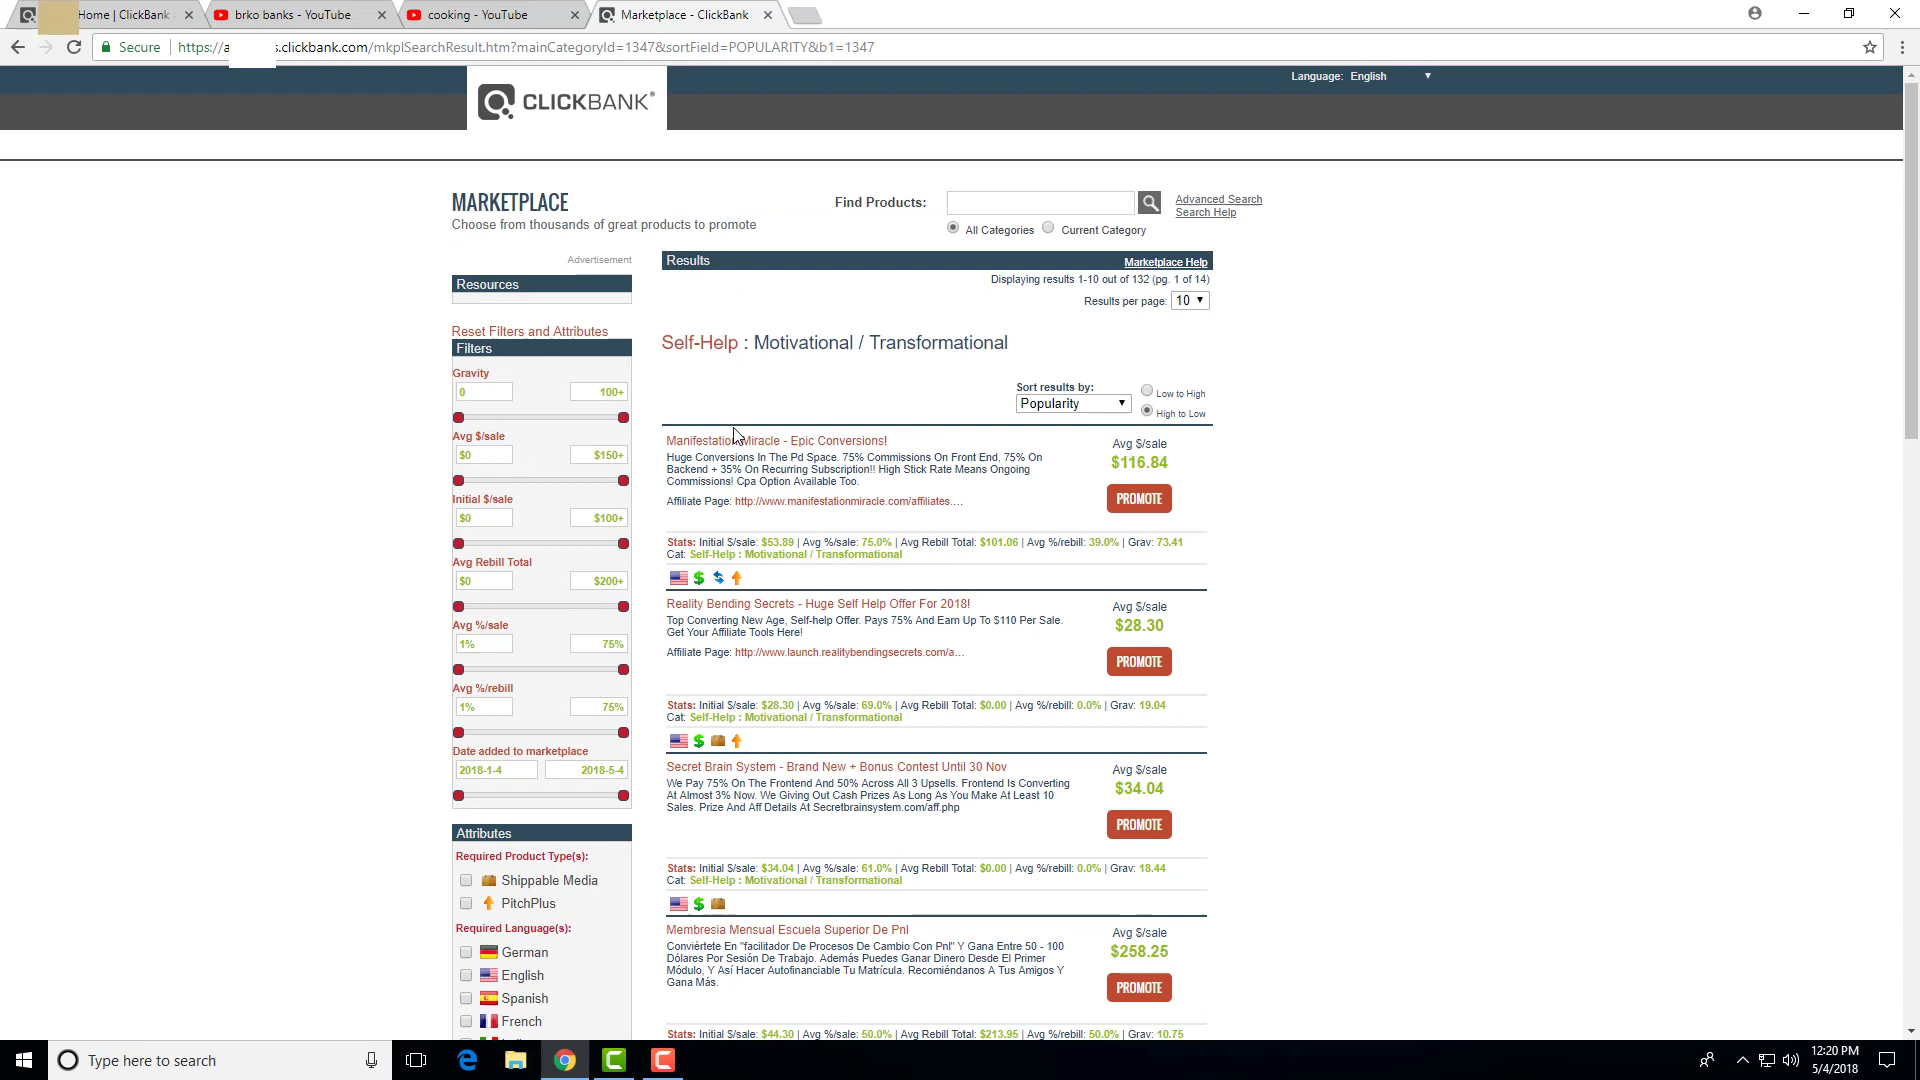 Home | ClickBank
brko banks - YouTube
cooking - YouTube
Marketplace - ClickBank
Secure
https://a
s.clickbank.com/mkplSearchResult.htm?mainCategoryId=1347&sortField=POPULARITY&b1=1347
Language: English
CLICKBANK®
MARKETPLACE
Choose from thousands of great products to promote
Find Products:
Advanced Search
Search Help
All Categories
Current Category
Advertisement
Resources
Reset Filters and Attributes
Filters
Gravity
0 100+
Avg $/sale
$0 $150+
Initial $/sale
$0 $100+
Avg Rebill Total
$0 $200+
Avg %/sale
1% 75%
Avg %/rebill
1% 75%
Date added to marketplace
2018-1-4 2018-5-4
Attributes
Required Product Type(s):
Shippable Media
PitchPlus
Required Language(s):
German
English
Spanish
French
Results
Marketplace Help
Displaying results 1-10 out of 132 (pg. 1 of 14)
Results per page: 10
Self-Help : Motivational / Transformational
Sort results by:
Popularity
Low to High
High to Low
Manifestation Miracle - Epic Conversions!
Huge Conversions In The Pd Space. 75% Commissions On Front End, 75% On
Backend + 35% On Recurring Subscription!! High Stick Rate Means Ongoing
Commissions! Cpa Option Available Too.
Affiliate Page: http://www.manifestationmiracle.com/affiliates....
Avg $/sale
$116.84
PROMOTE
Stats: Initial $/sale: $53.89 | Avg %/sale: 75.0% | Avg Rebill Total: $101.06 | Avg %/rebill: 39.0% | Grav: 73.41
Cat: Self-Help : Motivational / Transformational
Reality Bending Secrets - Huge Self Help Offer For 2018!
Top Converting New Age, Self-help Offer. Pays 75% And Earn Up To $110 Per Sale.
Get Your Affiliate Tools Here!
Affiliate Page: http://www.launch.realitybendingsecrets.com/a...
Avg $/sale
$28.30
PROMOTE
Stats: Initial $/sale: $28.30 | Avg %/sale: 69.0% | Avg Rebill Total: $0.00 | Avg %/rebill: 0.0% | Grav: 19.04
Cat: Self-Help : Motivational / Transformational
Secret Brain System - Brand New + Bonus Contest Until 30 Nov
We Pay 75% On The Frontend And 50% Across All 3 Upsells. Frontend Is Converting
At Almost 3% Now. We Giving Out Cash Prizes As Long As You Make At Least 10
Sales. Prize And Aff Details At Secretbrainsystem.com/aff.php
Avg $/sale
$34.04
PROMOTE
Stats: Initial $/sale: $34.04 | Avg %/sale: 61.0% | Avg Rebill Total: $0.00 | Avg %/rebill: 0.0% | Grav: 18.44
Cat: Self-Help : Motivational / Transformational
Membresia Mensual Escuela Superior De Pnl
Conviértete En "facilitador De Procesos De Cambio Con Pnl" Y Gana Entre 50 - 100
Dólares Por Sesión De Trabajo. Además Puedes Ganar Dinero Desde El Primer
Módulo, Y Así Hacer Autofinanciable Tu Matrícula. Recomiéndanos A Tus Amigos Y
Gana Más.
Avg $/sale
$258.25
PROMOTE
Stats: Initial $/sale: $44.30 | Avg %/sale: 50.0% | Avg Rebill Total: $213.95 | Avg %/rebill: 50.0% | Grav: 10.75
Type here to search
12:20 PM
5/4/2018